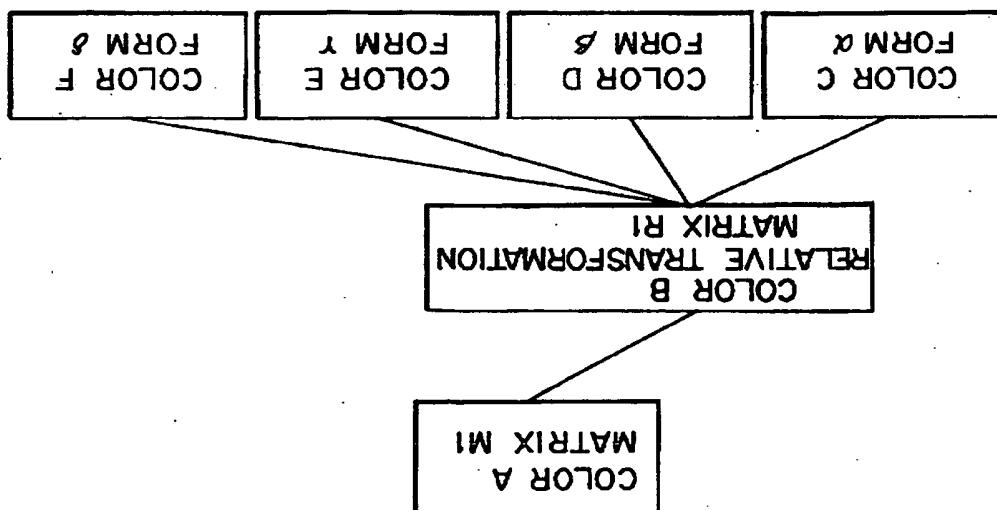 COLOR A
MATRIX M1
COLOR B
RELATIVE TRANSFORMATION
MATRIX R1
COLOR C
FORM α
COLOR D
FORM β
COLOR E
FORM γ
COLOR F
FORM δ